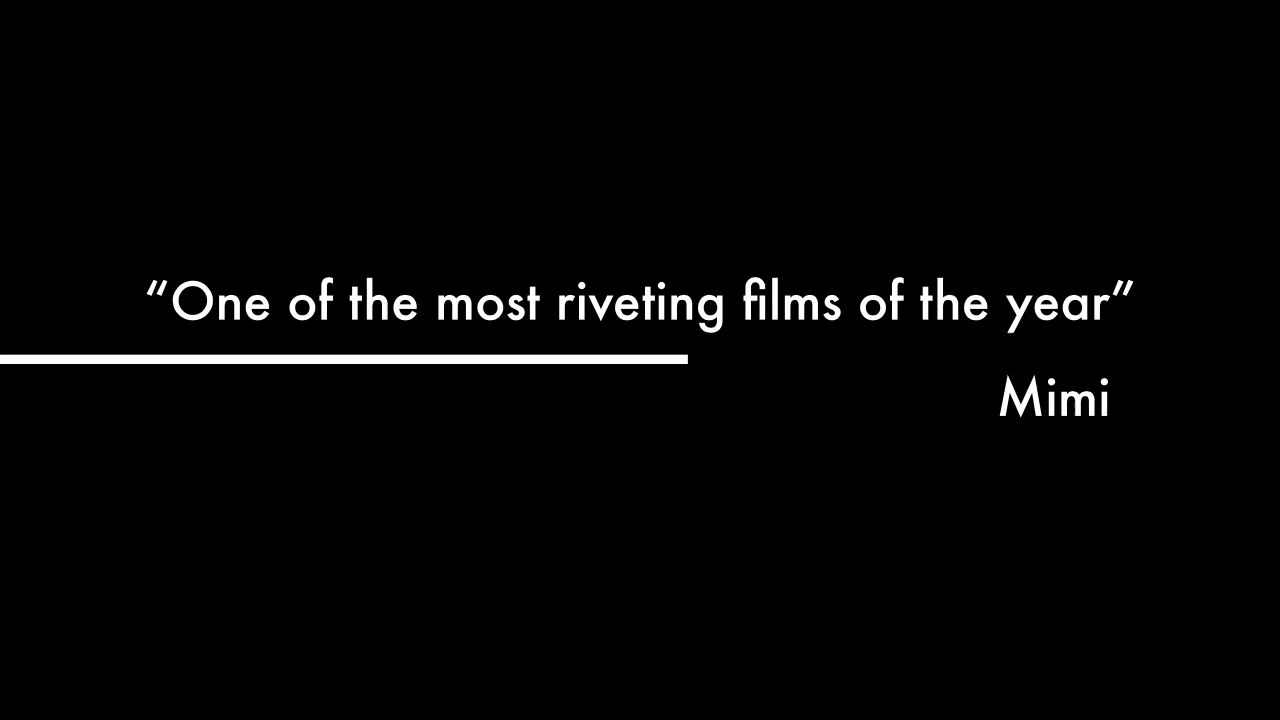 “One of the most riveting films of the year”
Mimi